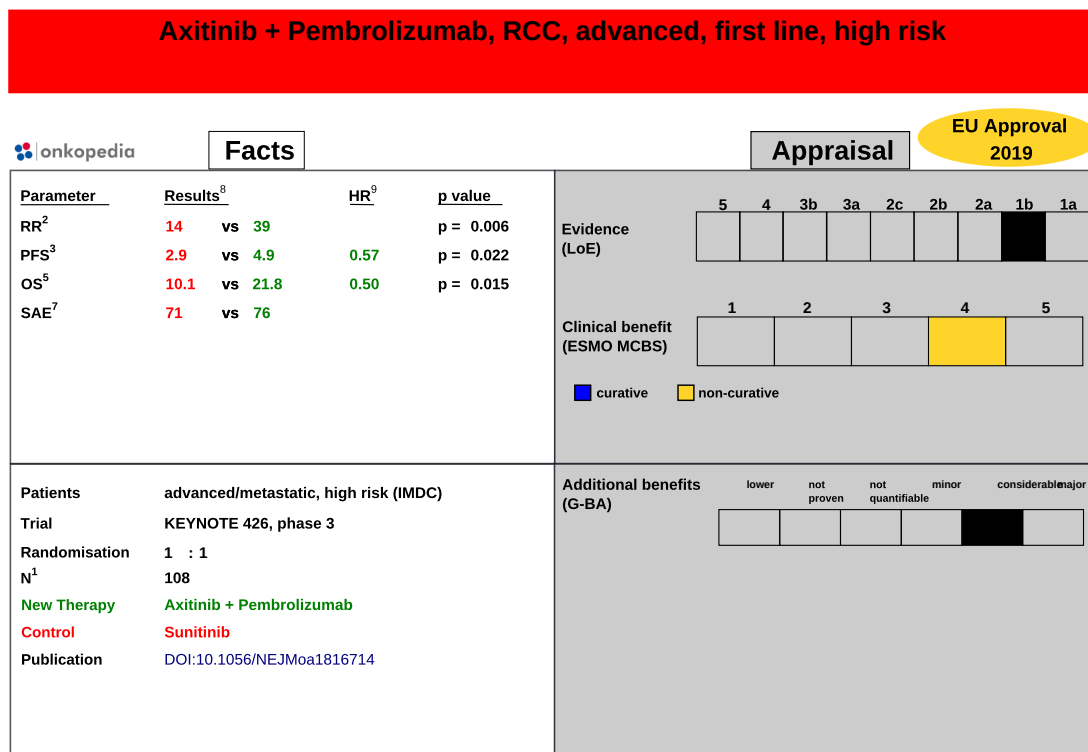 Axitinib + Pembrolizumab, RCC, advanced, first line, high risk
onkopedia
Facts
Appraisal
EU Approval
2019
Parameter Results8 HR9 p value
RR2 14 vs 39 p = 0.006
PFS3 2.9 vs 4.9 0.57 p = 0.022
OS5 10.1 vs 21.8 0.50 p = 0.015
SAE7 71 vs 76
5 4 3b 3a 2c 2b 2a 1b 1a
Evidence
(LoE)
1 2 3 4 5
Clinical benefit
(ESMO MCBS)
curative non-curative
Patients advanced/metastatic, high risk (IMDC)
Trial KEYNOTE 426, phase 3
Randomisation 1 : 1
N1 108
New Therapy Axitinib + Pembrolizumab
Control Sunitinib
Publication DOI:10.1056/NEJMoa1816714
Additional benefits
(G-BA)
lower not not minor considerable major
proven quantifiable